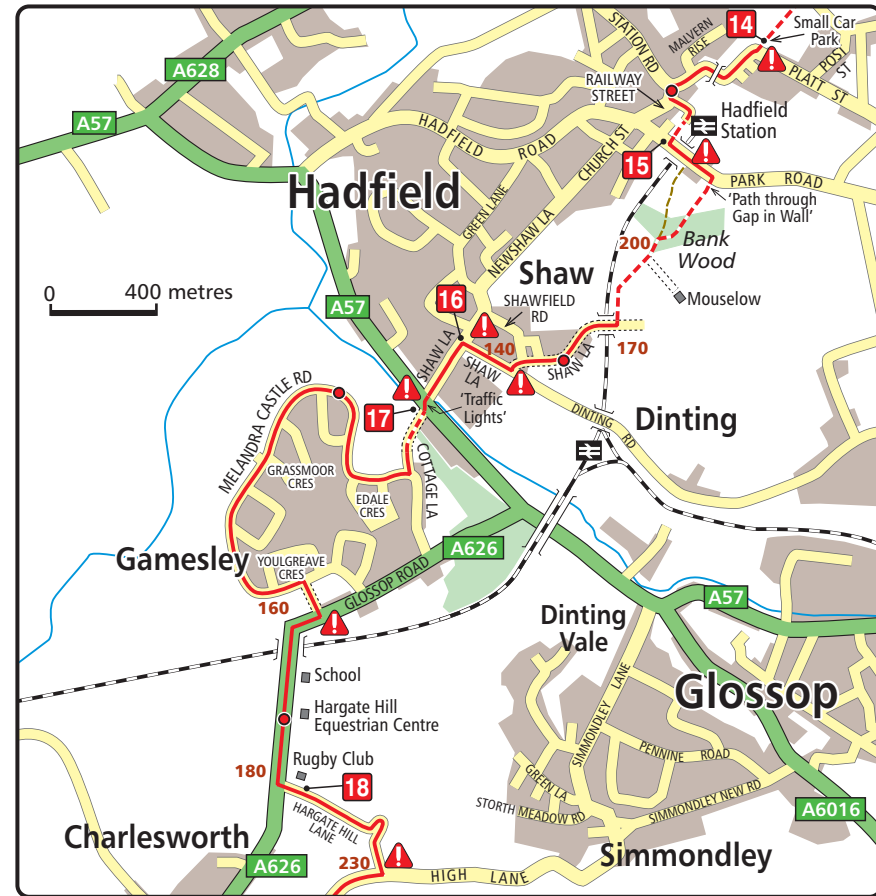 14
Small Car
Park
STATION RD
MALVERN
RISE
POST
ST
PLATT ST
A628
A57
RAILWAY
STREET
Hadfield
Station
HADFIELD ROAD
CHURCH ST
15
PARK ROAD
'Path through
Gap in Wall'
Hadfield
GREEN LANE
NEWSHAW LA
200
Bank
Wood
Shaw
Mouselow
0 400 metres
A57
16
SHAWFIELD
RD
140
170
SHAW LA
SHAW
LA
SHAW LA
'Traffic
Lights'
17
DINTING
RD
Dinting
MELANDRA CASTLE RD
GRASSMOOR
CRES
EDALE
CRES
COTTAGE LA
Gamesley
YOULGREAVE
CRES
A626
GLOSSOP ROAD
160
A57
Dinting
Vale
School
Hargate Hill
Equestrian Centre
Glossop
SIMMONDLEY LANE
PENNINE ROAD
Rugby Club
180
18
GREEN LA
STORTH
MEADOW RD
SIMMONDLEY NEW RD
A6016
HARGATE HILL
LANE
Charlesworth
Simmondley
A626
230
HIGH LANE